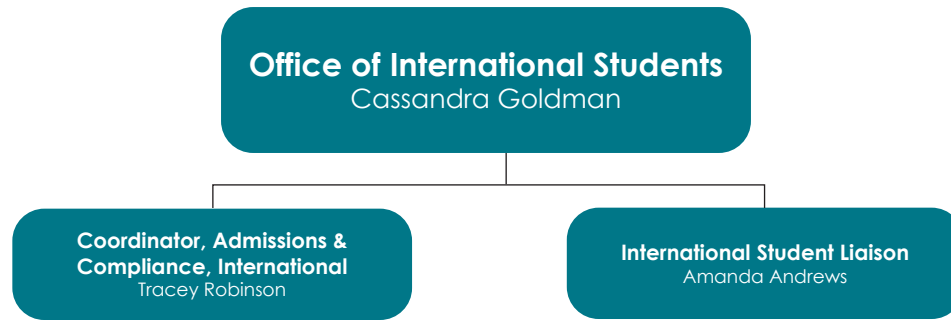 Office of International Students
Cassandra Goldman
Coordinator, Admissions &
Compliance, International
Tracey Robinson
International Student Liaison
Amanda Andrews